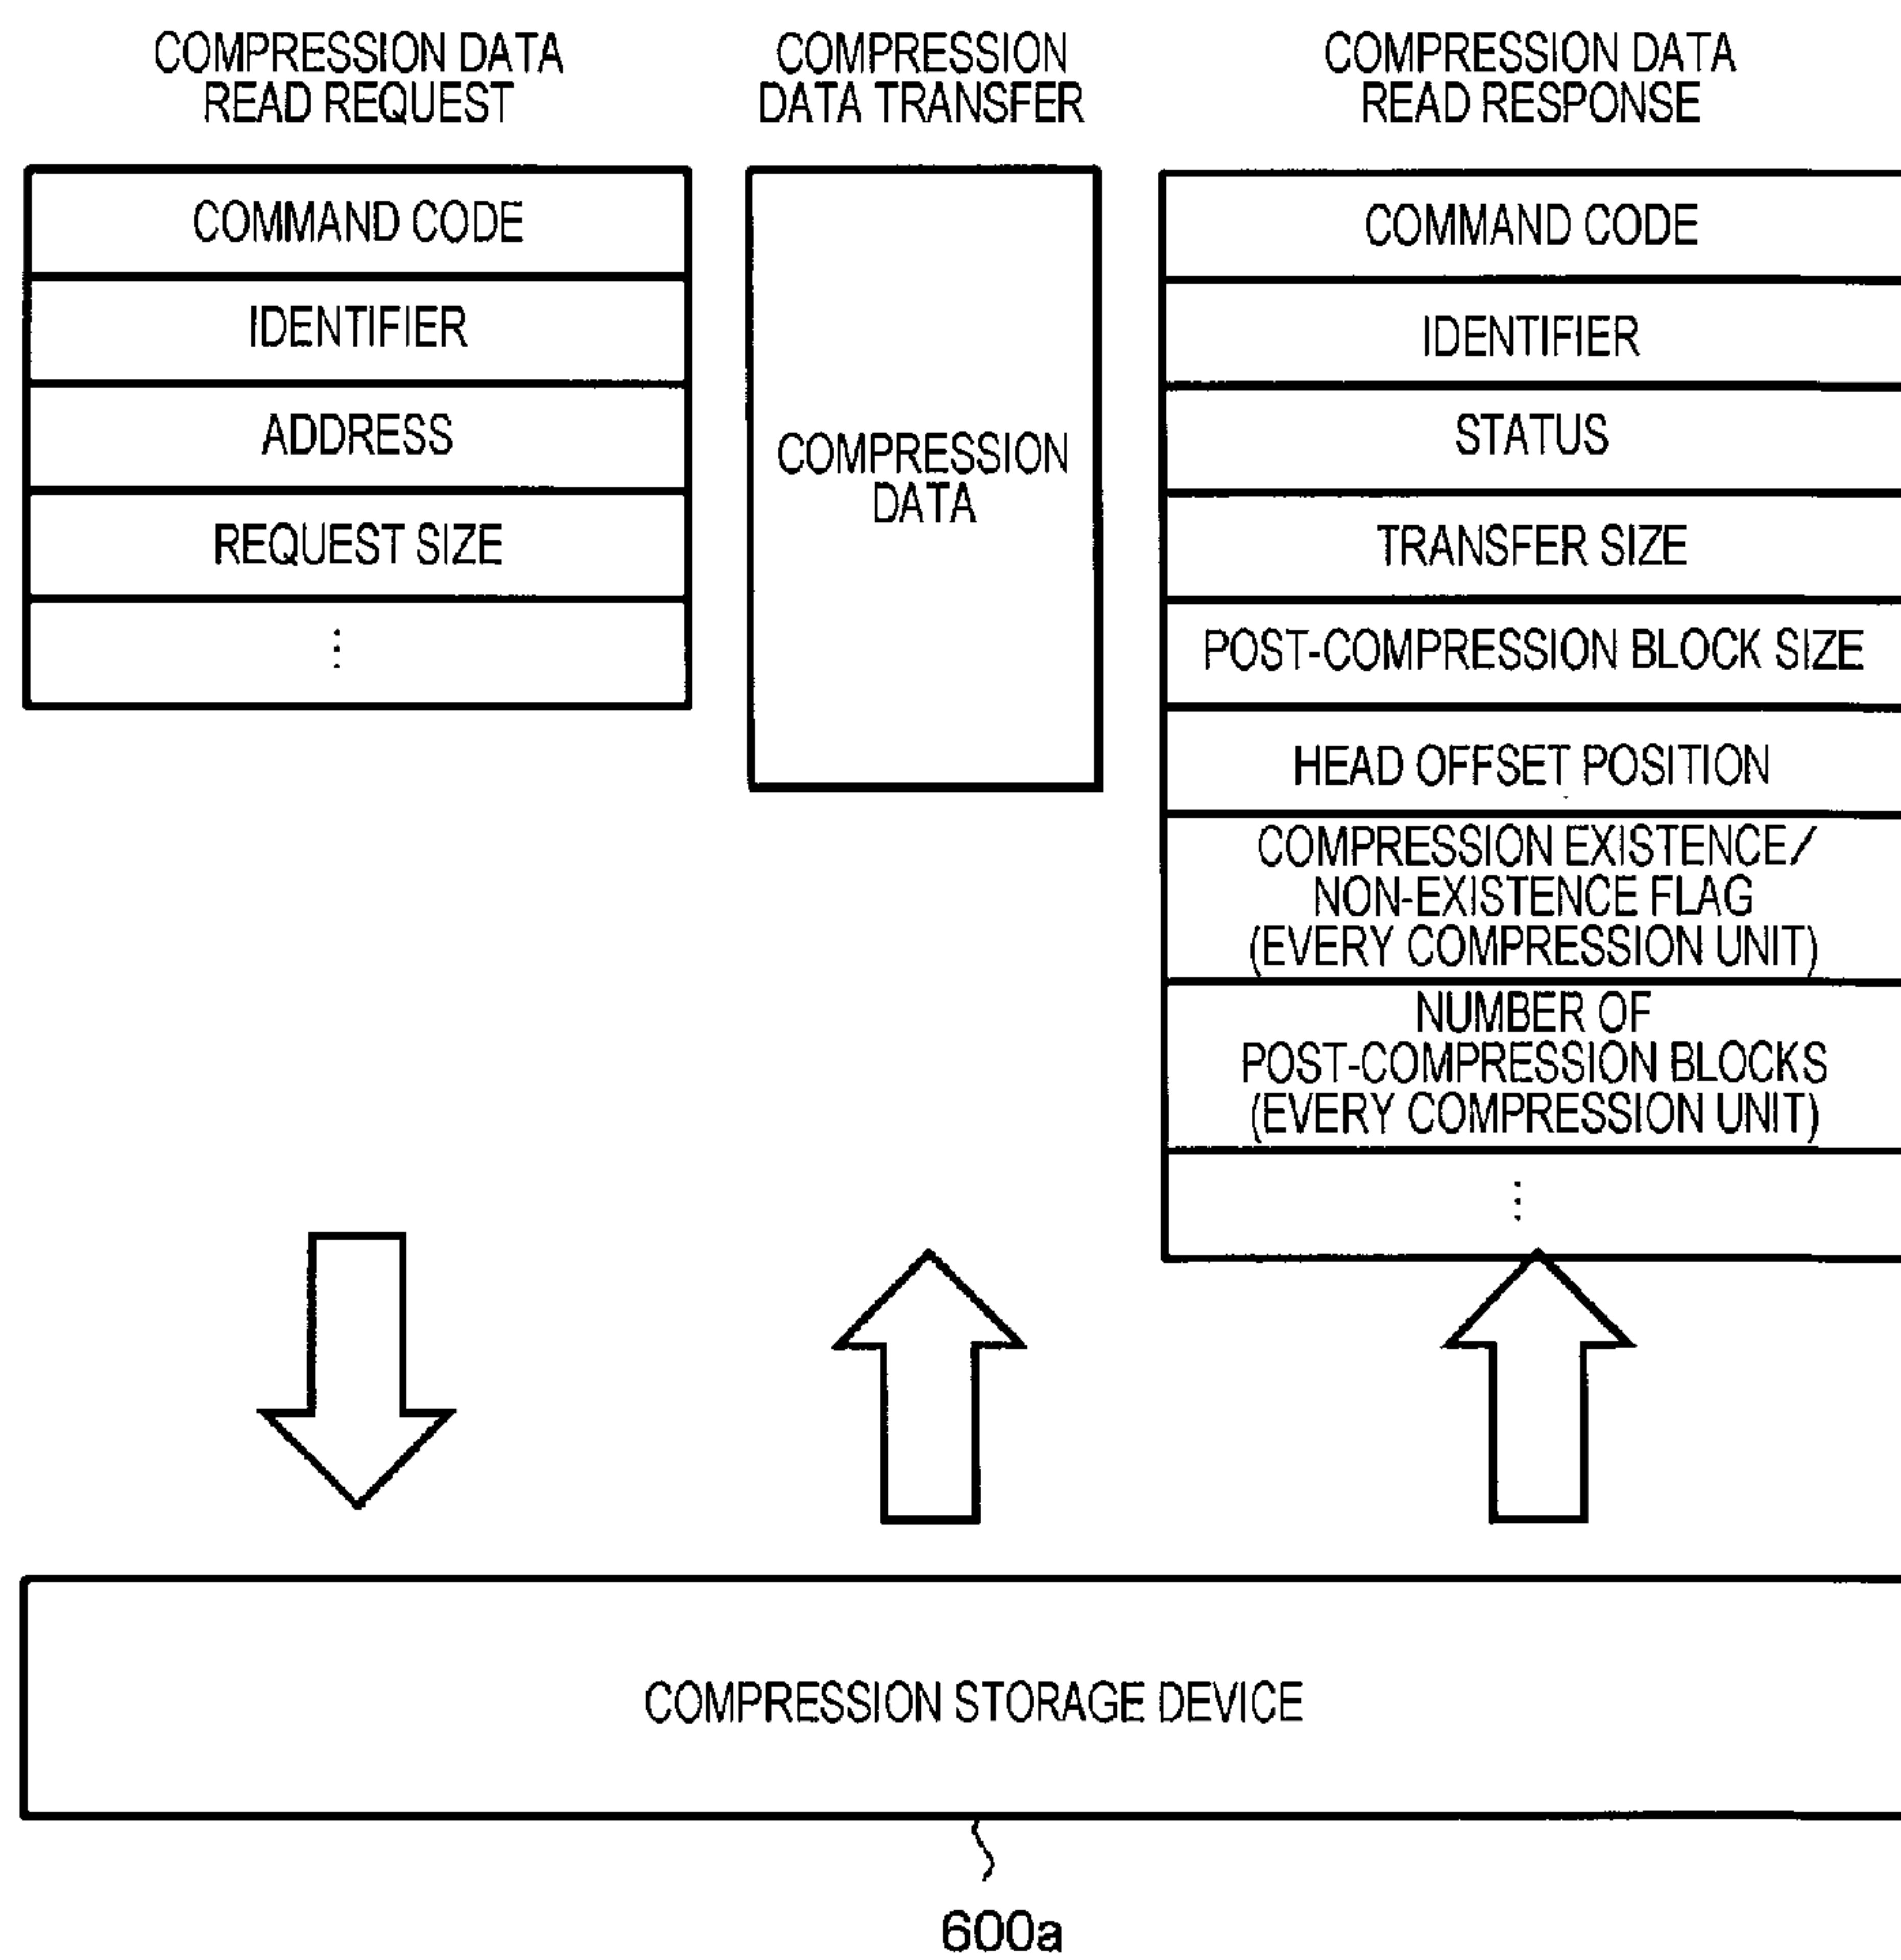 COMPRESSION DATA
READ REQUEST
COMMAND CODE
IDENTIFIER
ADDRESS
REQUEST SIZE
⋮
COMPRESSION
DATA TRANSFER
COMPRESSION
DATA
COMPRESSION DATA
READ RESPONSE
COMMAND CODE
IDENTIFIER
STATUS
TRANSFER SIZE
POST-COMPRESSION BLOCK SIZE
HEAD OFFSET POSITION
COMPRESSION EXISTENCE/
NON-EXISTENCE FLAG
(EVERY COMPRESSION UNIT)
NUMBER OF
POST-COMPRESSION BLOCKS
(EVERY COMPRESSION UNIT)
⋮
COMPRESSION STORAGE DEVICE
600a